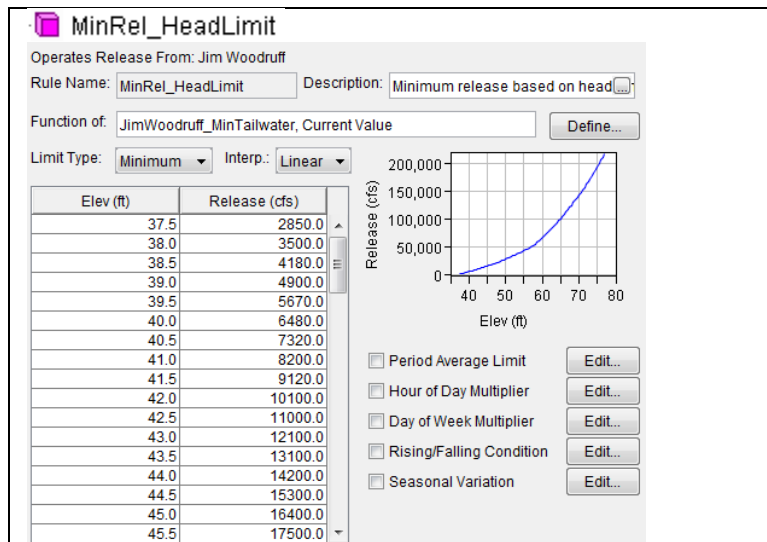 MinRel_HeadLimit
Operates Release From: Jim Woodruff
Rule Name: MinRel_HeadLimit Description: Minimum release based on head ...
Function of: JimWoodruff_MinTailwater, Current Value Define...
Limit Type: Minimum Interp.: Linear
Elev (ft) Release (cfs)
37.5 2850.0
38.0 3500.0
38.5 4180.0
39.0 4900.0
39.5 5670.0
40.0 6480.0
40.5 7320.0
41.0 8200.0
41.5 9120.0
42.0 10100.0
42.5 11000.0
43.0 12100.0
43.5 13100.0
44.0 14200.0
44.5 15300.0
45.0 16400.0
45.5 17500.0
Release (cfs)
200,000
150,000
100,000
50,000
0
40 50 60 70 80
Elev (ft)
Period Average Limit Edit...
Hour of Day Multiplier Edit...
Day of Week Multiplier Edit...
Rising/Falling Condition Edit...
Seasonal Variation Edit...